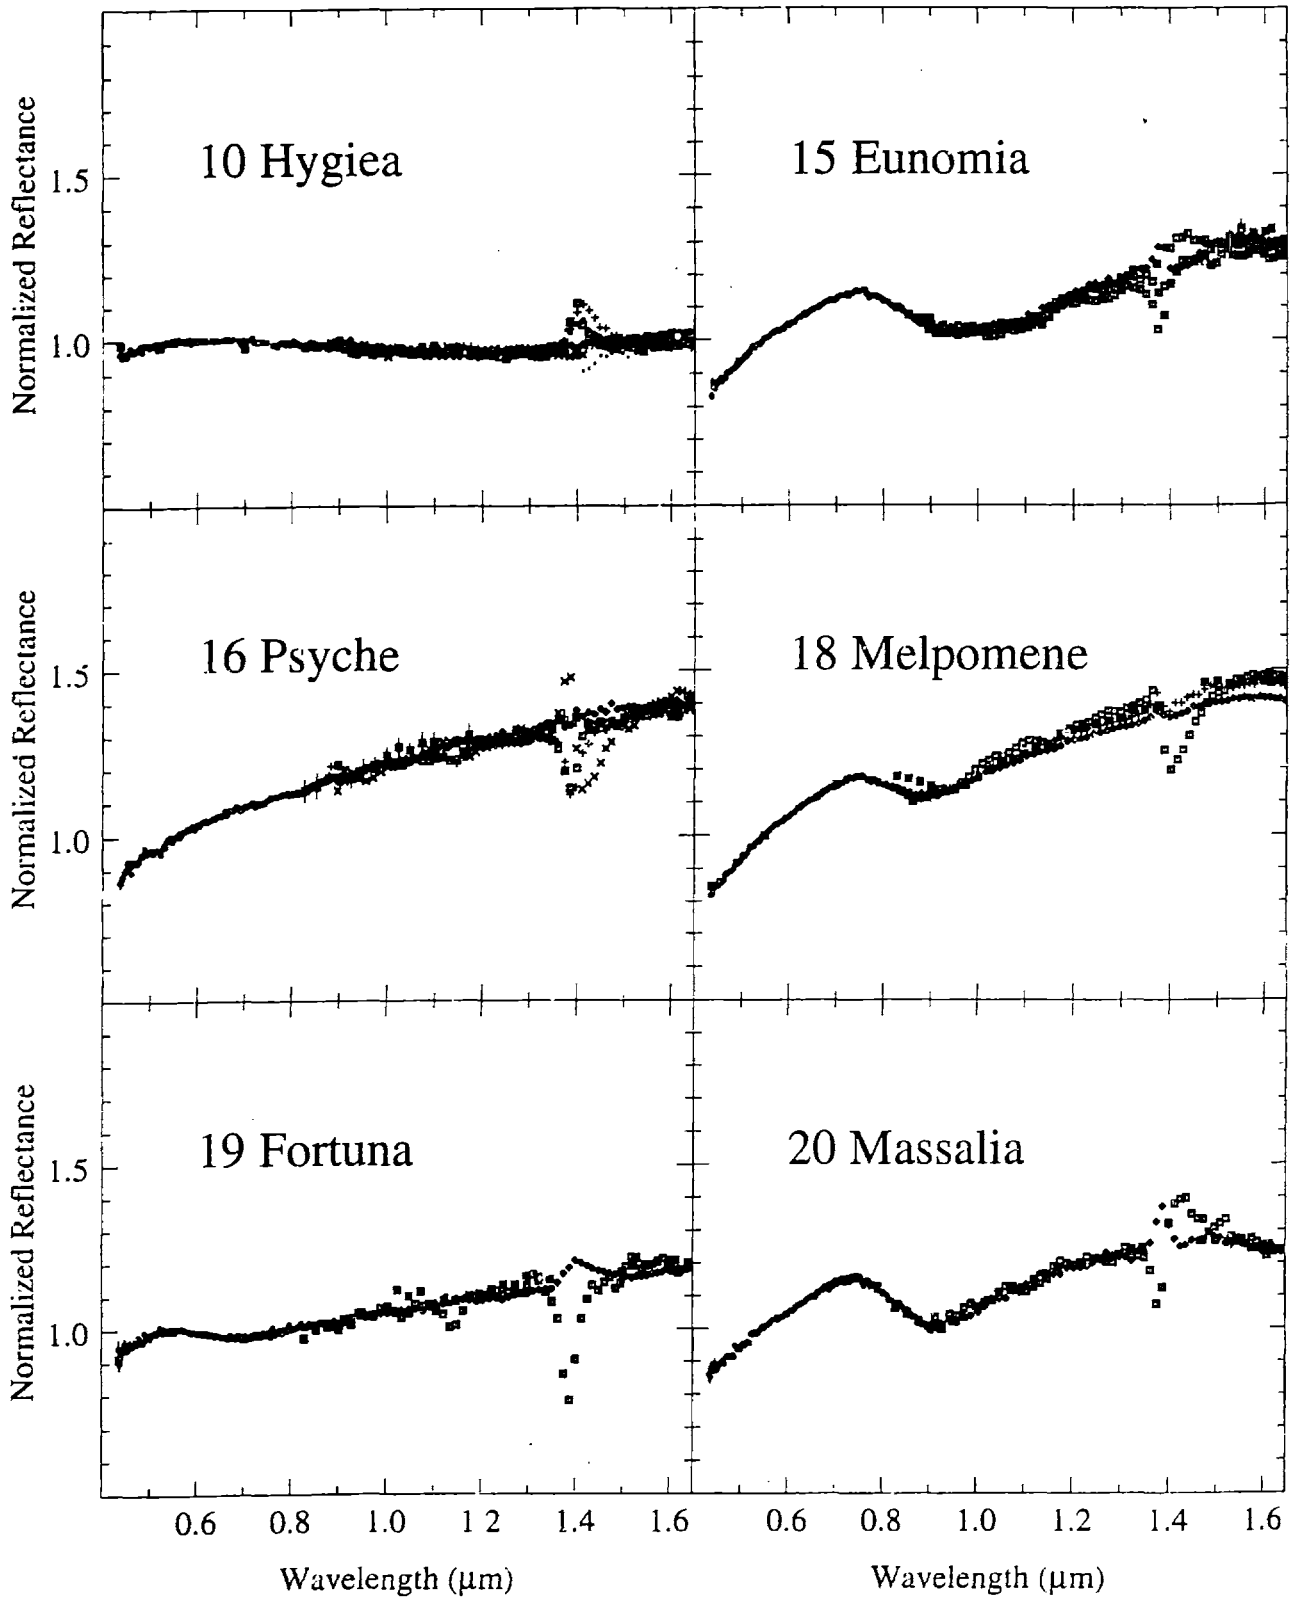 Normalized Reflectance
1.5
1.0
10 Hygiea
15 Eunomia
Normalized Reflectance
1.5
1.0
16 Psyche
18 Melpomene
Normalized Reflectance
1.5
1.0
19 Fortuna
20 Massalia
0.6 0.8 1.0 1 2 1.4 1.6
0.6 0.8 1.0 1.2 1.4 1.6
Wavelength (μm)
Wavelength (μm)